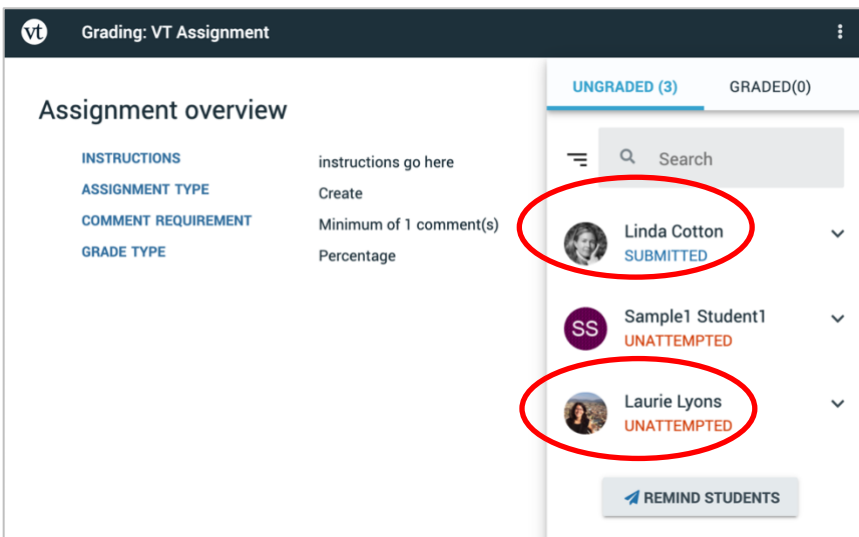 vt Grading: VT Assignment
Assignment overview
INSTRUCTIONS instructions go here
ASSIGNMENT TYPE Create
COMMENT REQUIREMENT Minimum of 1 comment(s)
GRADE TYPE Percentage
UNGRADED (3) GRADED(0)
Search
Linda Cotton
SUBMITTED
SS Sample1 Student1
UNATTEMPTED
Laurie Lyons
UNATTEMPTED
REMIND STUDENTS